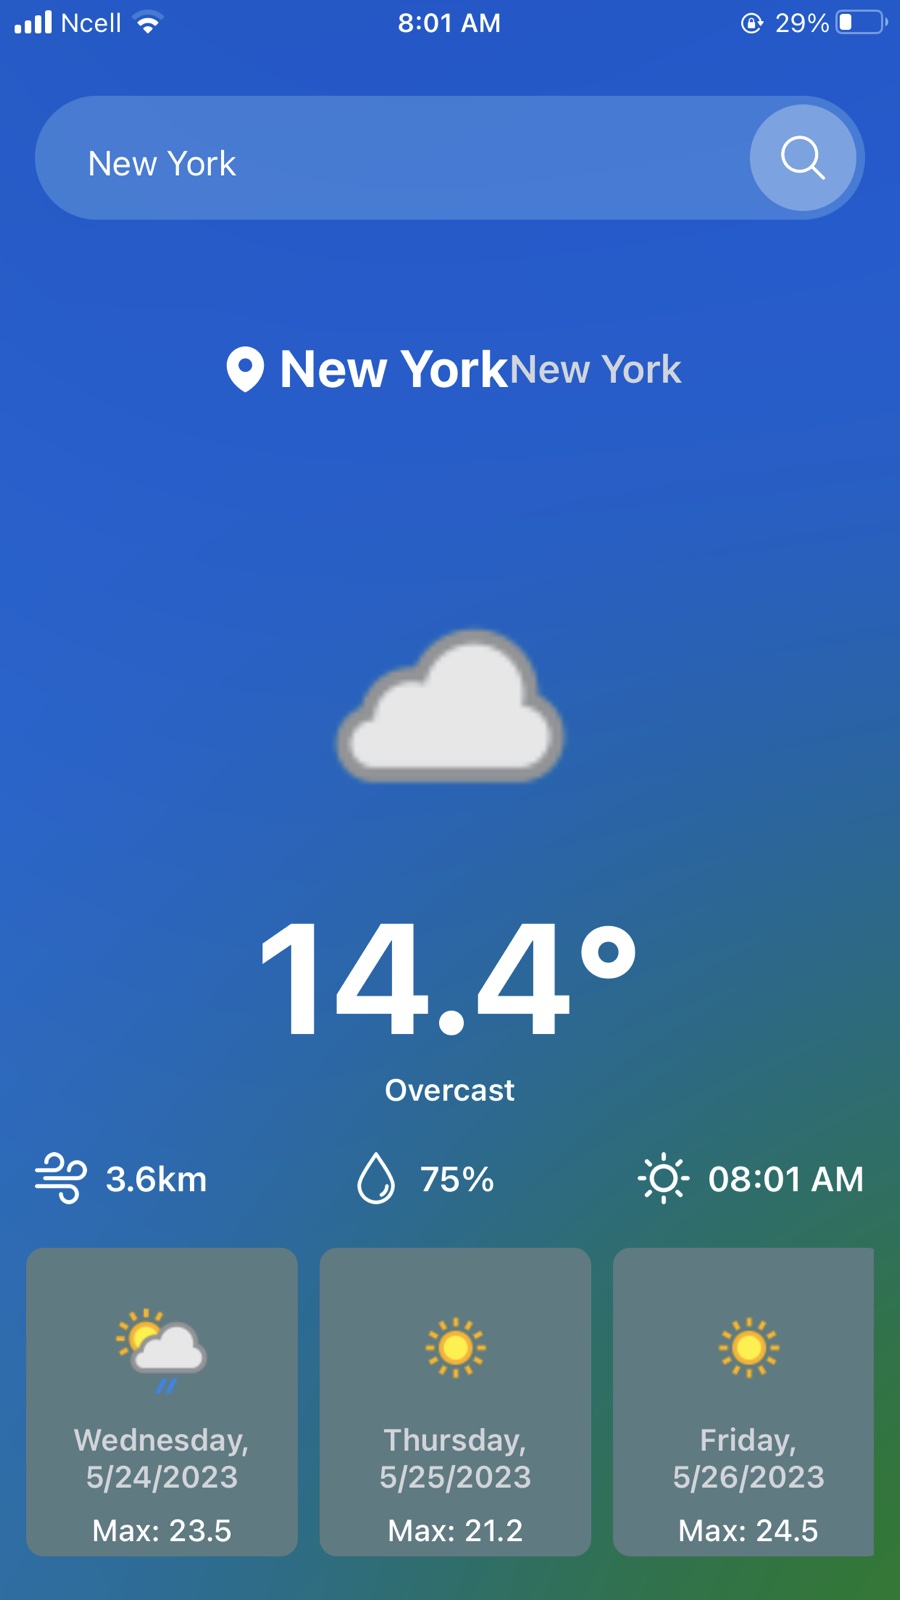 Ncell 8:01 AM 29%
New York
New York New York
14.4°
Overcast
3.6km 75% 08:01 AM
Wednesday, Thursday, Friday,
5/24/2023 5/25/2023 5/26/2023
Max: 23.5 Max: 21.2 Max: 24.5